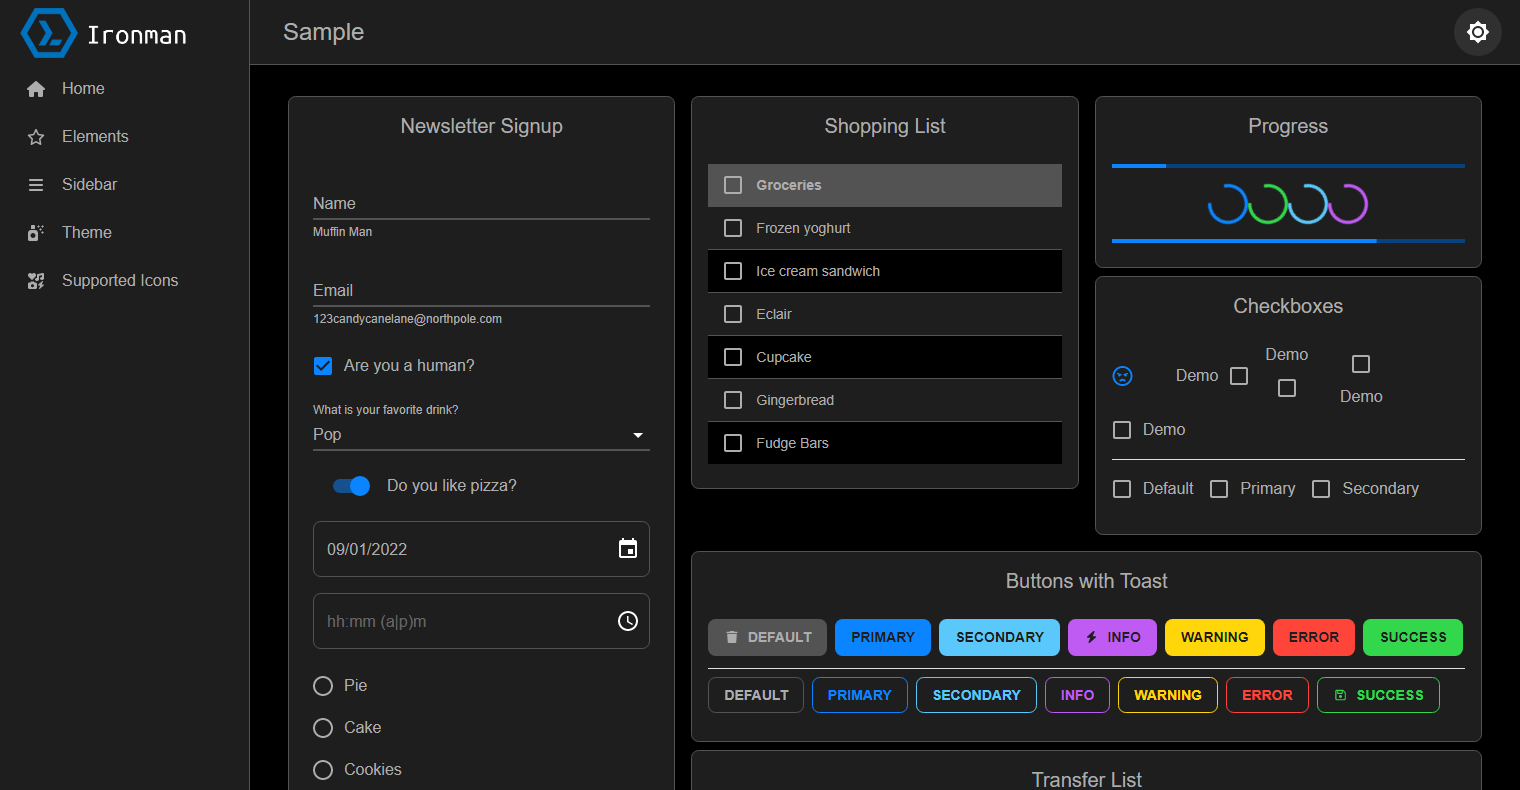 Ironman
Home
Elements
Sidebar
Theme
Supported Icons
Sample
Newsletter Signup
Name
Muffin Man
Email
123candycanelane@northpole.com
Are you a human?
What is your favorite drink?
Pop
Do you like pizza?
09/01/2022
hh:mm (a|p)m
Pie
Cake
Cookies
Shopping List
Groceries
Frozen yoghurt
Ice cream sandwich
Eclair
Cupcake
Gingerbread
Fudge Bars
Progress
Checkboxes
Demo
Demo
Demo
Demo
Default Primary Secondary
Buttons with Toast
DEFAULT PRIMARY SECONDARY INFO WARNING ERROR SUCCESS
DEFAULT PRIMARY SECONDARY INFO WARNING ERROR SUCCESS
Transfer List